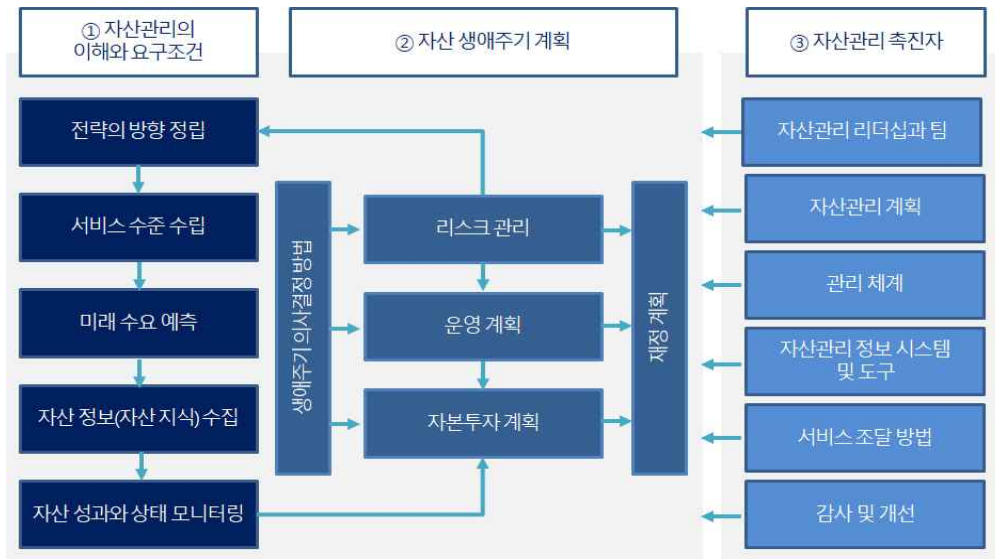 ① 자산관리의
이해와 요구조건
② 자산 생애주기 계획
③ 자산관리 촉진자
전략의 방향 정립
서비스 수준 수립
미래 수요 예측
자산 정보(자산 지식) 수집
자산 성과와 상태 모니터링
생애주기 의사결정 방법
리스크 관리
운영 계획
자본투자 계획
재정 계획
자산관리 리더십과 팀
자산관리 계획
관리 체계
자산관리 정보 시스템
및 도구
서비스 조달 방법
감사 및 개선